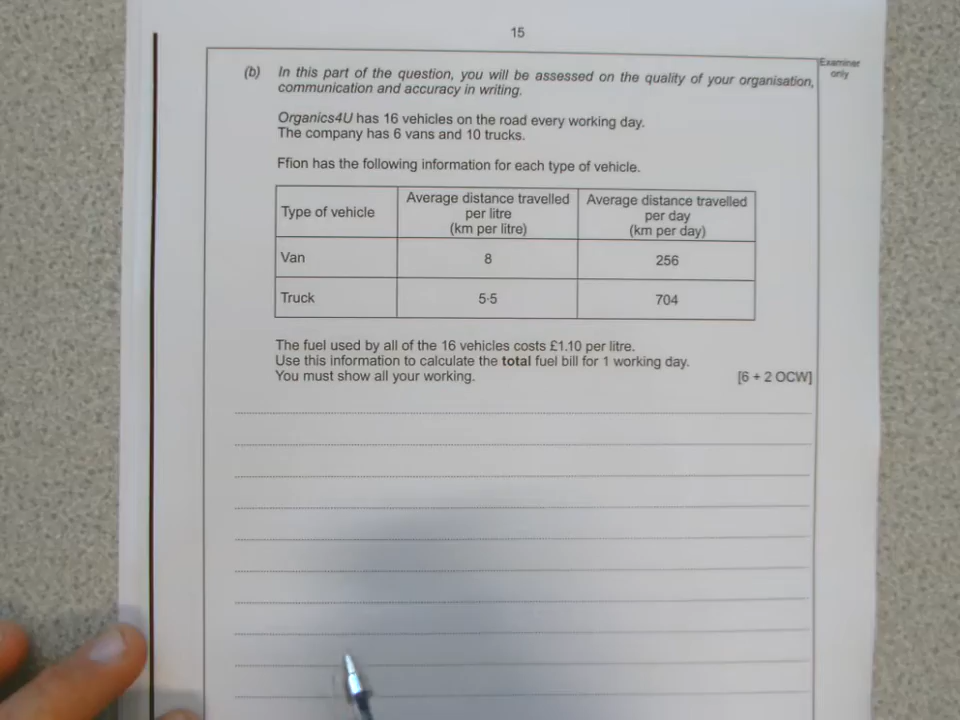 15
Examiner
only
(b) In this part of the question, you will be assessed on the quality of your organisation,
communication and accuracy in writing.
Organics4U has 16 vehicles on the road every working day.
The company has 6 vans and 10 trucks.
Ffion has the following information for each type of vehicle.
Type of vehicle
Average distance travelled
per litre
(km per litre)
Average distance travelled
per day
(km per day)
Van 8 256
Truck 5·5 704
The fuel used by all of the 16 vehicles costs £1.10 per litre.
Use this information to calculate the total fuel bill for 1 working day.
You must show all your working. [6 + 2 OCW]